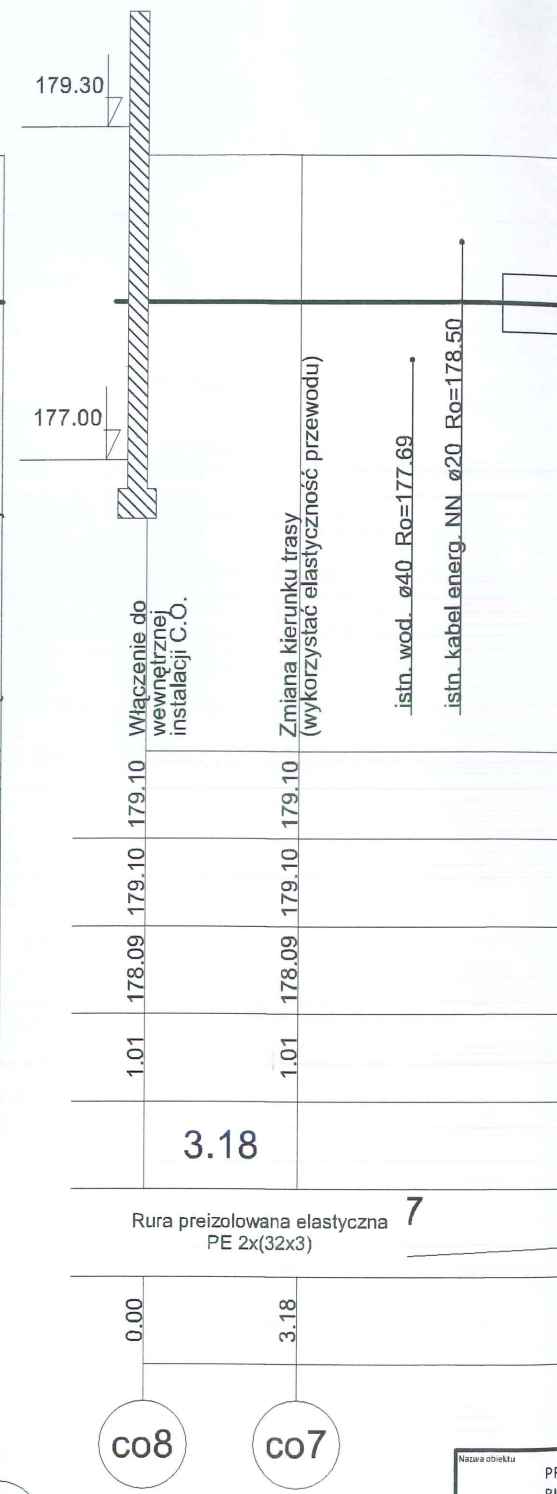 179.30
177.00
Włączenie do
wewnętrznej
instalacji C.O.
Zmiana kierunku trasy
(wykorzystać elastyczność przewodu)
istn. wod. ø40 Ro=177.69
istn. kabel energ. NN ø20 Ro=178.50
179.10 179.10
179.10 179.10
178.09 178.09
1.01 1.01
3.18
Rura preizolowana elastyczna 7
PE 2x(32x3)
0.00 3.18
co8 co7
Nazwa obiektu